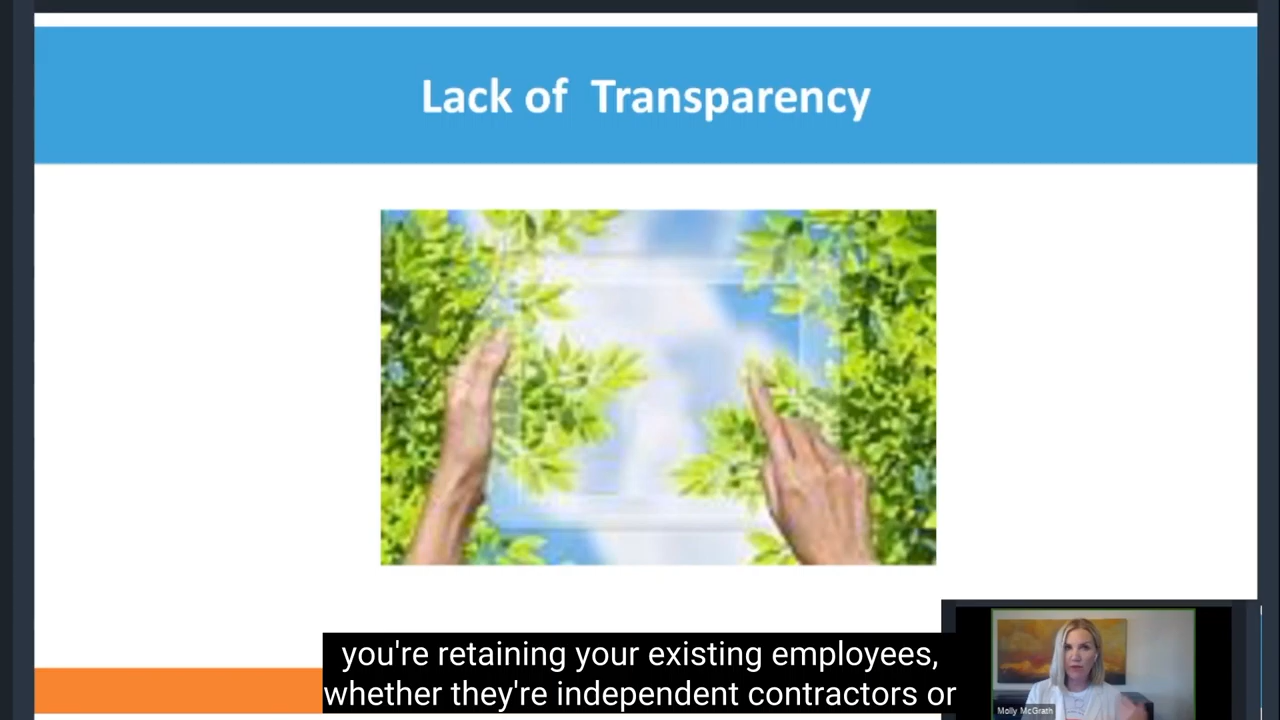 Lack of  Transparency
you're retaining your existing employees,
whether they're independent contractors or
Molly McGrath